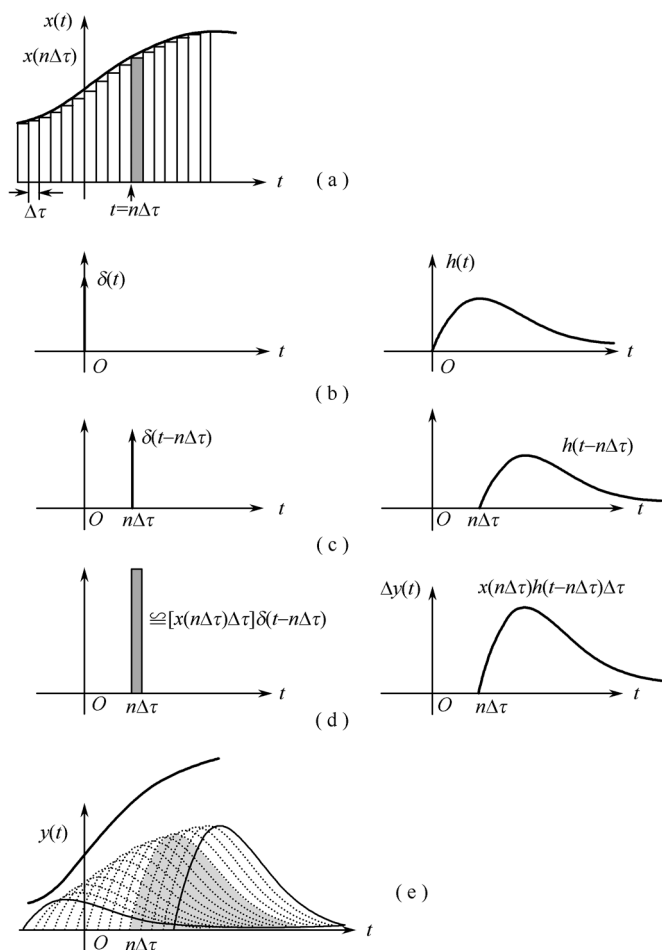 x(t)
x(nΔτ)
t
Δτ
t=nΔτ
(a)
δ(t)
O
t
h(t)
O
t
(b)
δ(t−nΔτ)
O
nΔτ
t
h(t−nΔτ)
O
nΔτ
t
(c)
≌[x(nΔτ)Δτ]δ(t−nΔτ)
O
nΔτ
t
Δy(t)
x(nΔτ)h(t−nΔτ)Δτ
O
nΔτ
t
(d)
y(t)
O
nΔτ
t
(e)